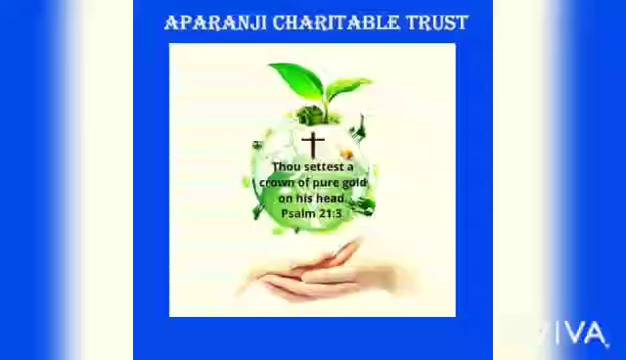 APARANJI CHARITABLE TRUST
Thou settest a
crown of pure gold
on his head.
Psalm 21:3
VIVA